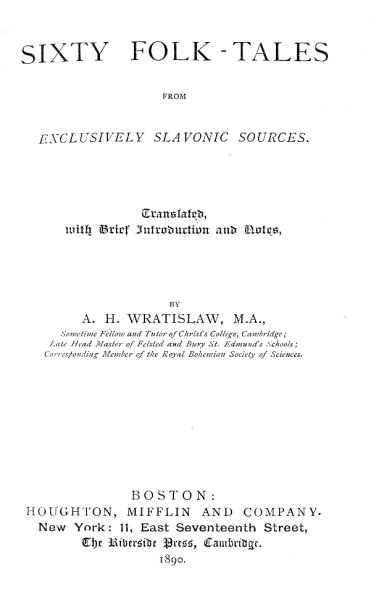 SIXTY FOLK-TALES
FROM
EXCLUSIVELY SLAVONIC SOURCES.
Translated,
with Brief Introduction and Notes,
BY
A. H. WRATISLAW, M.A.,
Sometime Fellow and Tutor of Christ's College, Cambridge;
Late Head Master of Felsted and Bury St. Edmund's Schools;
Corresponding Member of the Royal Bohemian Society of Sciences.
BOSTON:
HOUGHTON, MIFFLIN AND COMPANY.
New York: 11, East Seventeenth Street,
The Riverside Press, Cambridge.
1890.